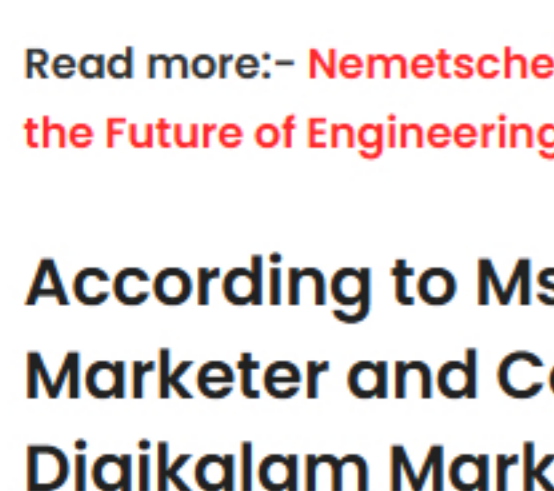 Read more:– Nemetsche
the Future of Engineering
According to Ms
Marketer and C
Digikalam Mark